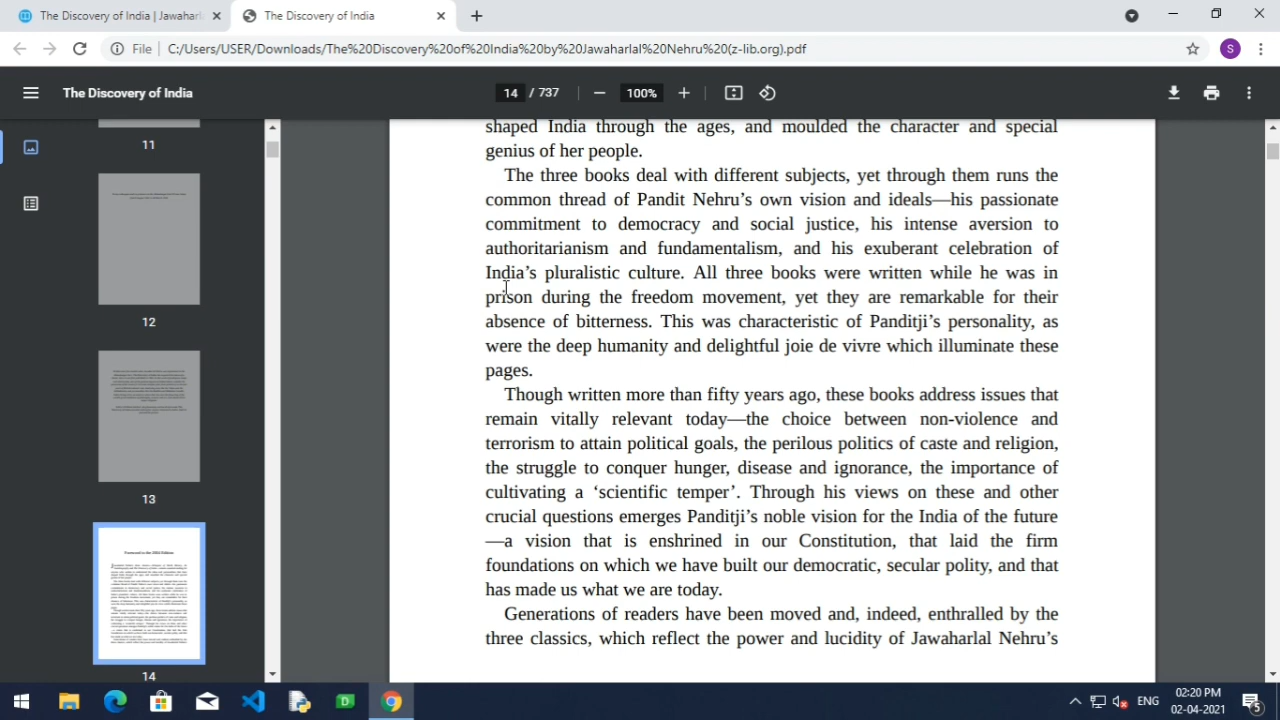 The Discovery of India | Jawaharl
The Discovery of India
File
C:/Users/USER/Downloads/The%20Discovery%20of%20India%20by%20Jawaharlal%20Nehru%20(z-lib.org).pdf
S
The Discovery of India
14 / 737
100%
11
12
13
Foreword to the 2004 Edition
14
shaped India through the ages, and moulded the character and special
genius of her people.
The three books deal with different subjects, yet through them runs the
common thread of Pandit Nehru’s own vision and ideals—his passionate
commitment to democracy and social justice, his intense aversion to
authoritarianism and fundamentalism, and his exuberant celebration of
India’s pluralistic culture. All three books were written while he was in
prison during the freedom movement, yet they are remarkable for their
absence of bitterness. This was characteristic of Panditji’s personality, as
were the deep humanity and delightful joie de vivre which illuminate these
pages.
Though written more than fifty years ago, these books address issues that
remain vitally relevant today—the choice between non-violence and
terrorism to attain political goals, the perilous politics of caste and religion,
the struggle to conquer hunger, disease and ignorance, the importance of
cultivating a ‘scientific temper’. Through his views on these and other
crucial questions emerges Panditji’s noble vision for the India of the future
—a vision that is enshrined in our Constitution, that laid the firm
foundations on which we have built our democratic, secular polity, and that
has made us what we are today.
Generations of readers have been moved and indeed, enthralled by the
three classics, which reflect the power and lucidity of Jawaharlal Nehru’s
D
ENG
02:20 PM
02-04-2021
5